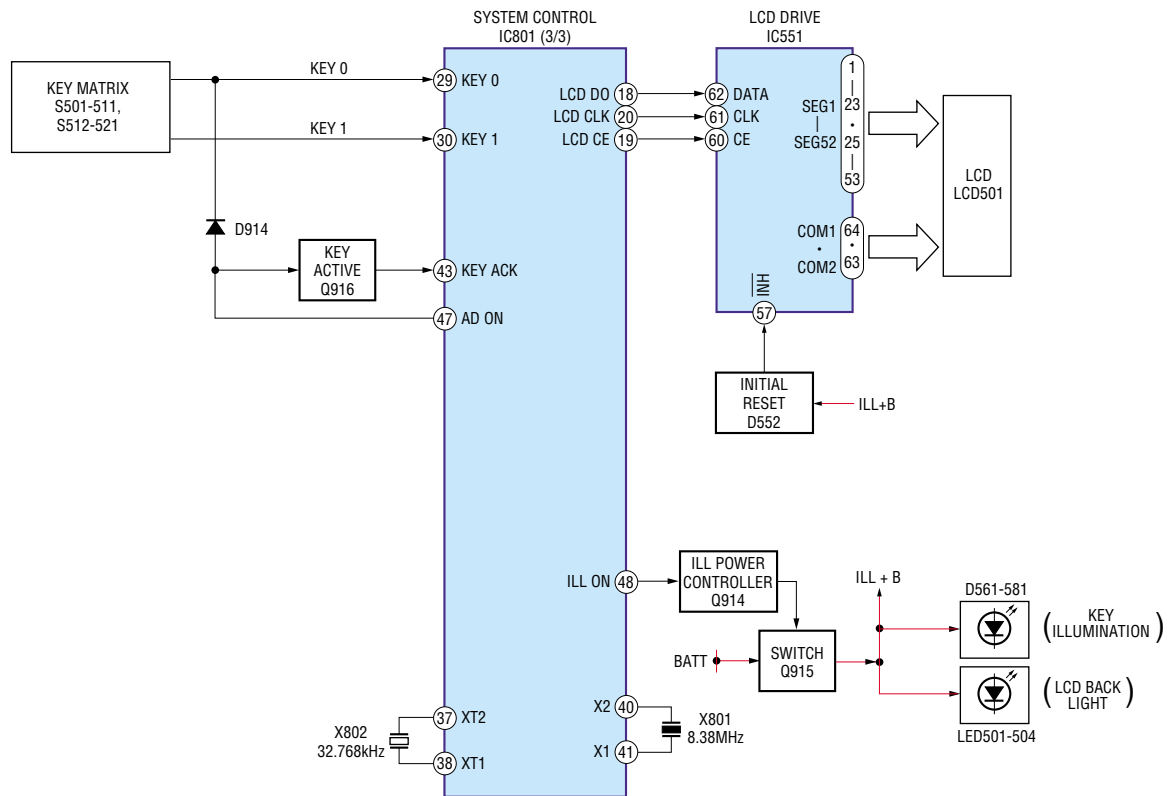 SYSTEM CONTROL
IC801 (3/3)
LCD DRIVE
IC551
KEY MATRIX
S501-511,
S512-521
KEY 0
KEY 1
29 KEY 0
30 KEY 1
LCD DO 18
LCD CLK 20
LCD CE 19
62 DATA
61 CLK
60 CE
SEG1
|
SEG52
1
|
23
·
25
|
53
COM1
·
COM2
64
·
63
LCD
LCD501
D914
KEY
ACTIVE
Q916
43 KEY ACK
47 AD ON
INH
57
INITIAL
RESET
D552
ILL+B
ILL ON 48
ILL POWER
CONTROLLER
Q914
BATT
SWITCH
Q915
ILL + B
D561-581
(KEY
ILLUMINATION)
(LCD BACK
LIGHT)
LED501-504
X802
32.768kHz
37 XT2
38 XT1
X2 40
X1 41
X801
8.38MHz